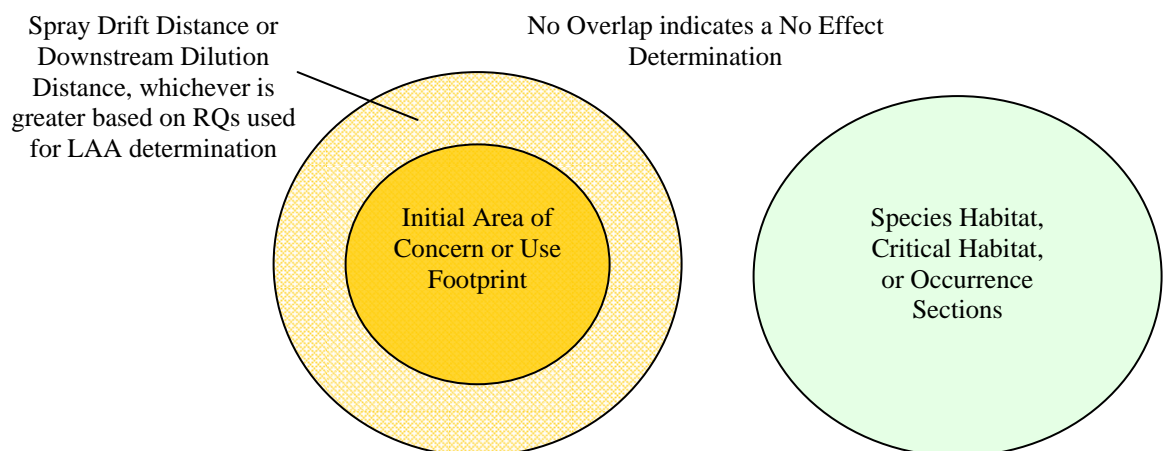 Spray Drift Distance or
Downstream Dilution
Distance, whichever is
greater based on RQs used
for LAA determination
No Overlap indicates a No Effect
Determination
Initial Area of
Concern or Use
Footprint
Species Habitat,
Critical Habitat,
or Occurrence
Sections